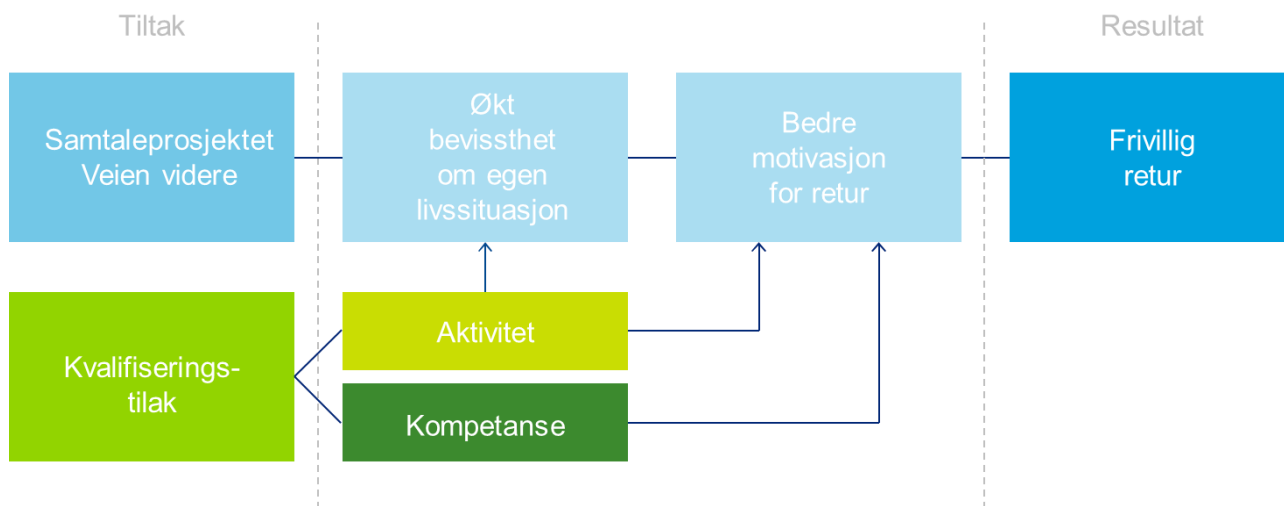 Tiltak
Resultat
Samtaleprosjektet
Veien videre
Økt
bevissthet
om egen
livssituasjon
Bedre
motivasjon
for retur
Frivillig
retur
Kvalifiserings-
tilak
Aktivitet
Kompetanse